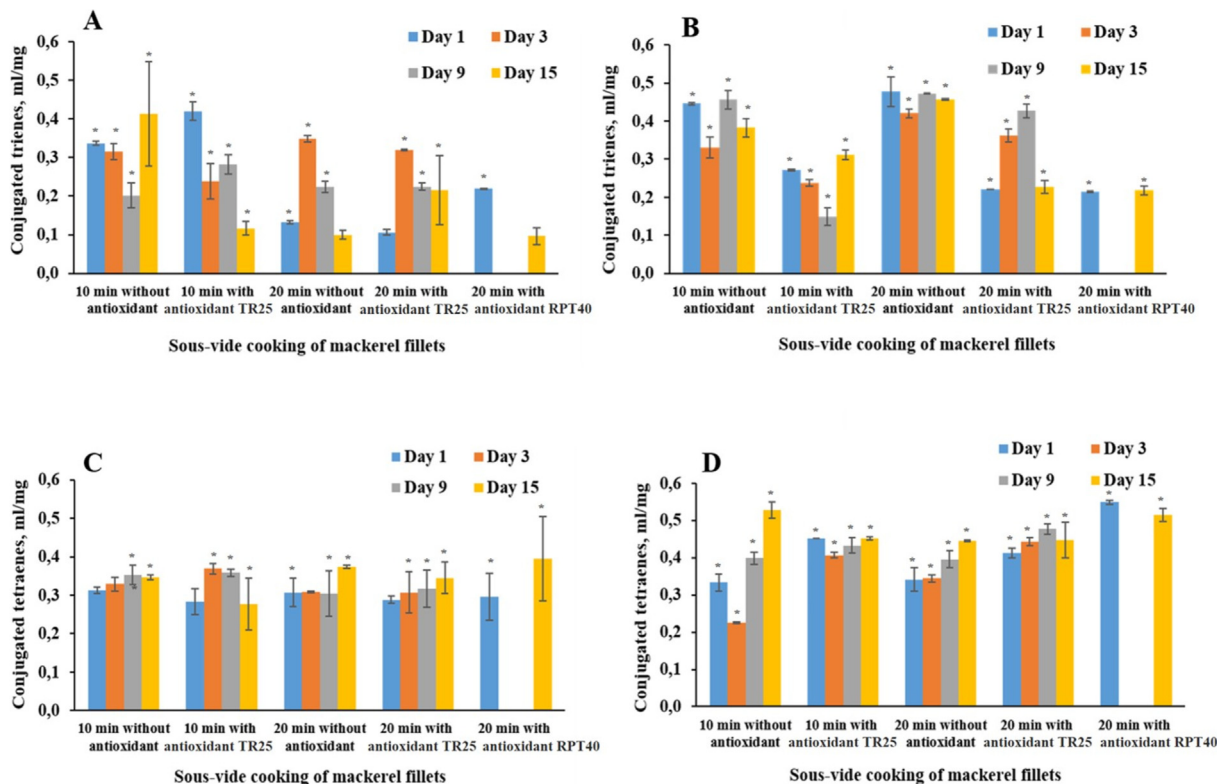 A
Conjugated trienes, ml/mg
0,6
0,5
0,4
0,3
0,2
0,1
0,0
Day 1 Day 3
Day 9 Day 15
* * * * * * * * * * * * * *
10 min without 10 min with 20 min without 20 min with 20 min with
antioxidant antioxidant TR25 antioxidant antioxidant TR25 antioxidant RPT40
Sous-vide cooking of mackerel fillets
B
Conjugated trienes, ml/mg
0,6
0,5
0,4
0,3
0,2
0,1
0,0
Day 1 Day 3
Day 9 Day 15
* * * * * * * * * * * * * * * * * *
10 min without 10 min with 20 min without 20 min with 20 min with
antioxidant antioxidant TR25 antioxidant antioxidant TR25 antioxidant RPT40
Sous-vide cooking of mackerel fillets
C
Conjugated tetraenes, ml/mg
0,6
0,5
0,4
0,3
0,2
0,1
0,0
Day 1 Day 3
Day 9 Day 15
* * * * * * * * * * * * *
10 min without 10 min with 20 min without 20 min with 20 min with
antioxidant antioxidant TR25 antioxidant antioxidant TR25 antioxidant RPT40
Sous-vide cooking of mackerel fillets
D
Conjugated tetraenes, ml/mg
0,6
0,5
0,4
0,3
0,2
0,1
0,0
Day 1 Day 3
Day 9 Day 15
* * * * * * * * * * * * * * * * * *
10 min without 10 min with 20 min without 20 min with 20 min with
antioxidant antioxidant TR25 antioxidant antioxidant TR25 antioxidant RPT40
Sous-vide cooking of mackerel fillets